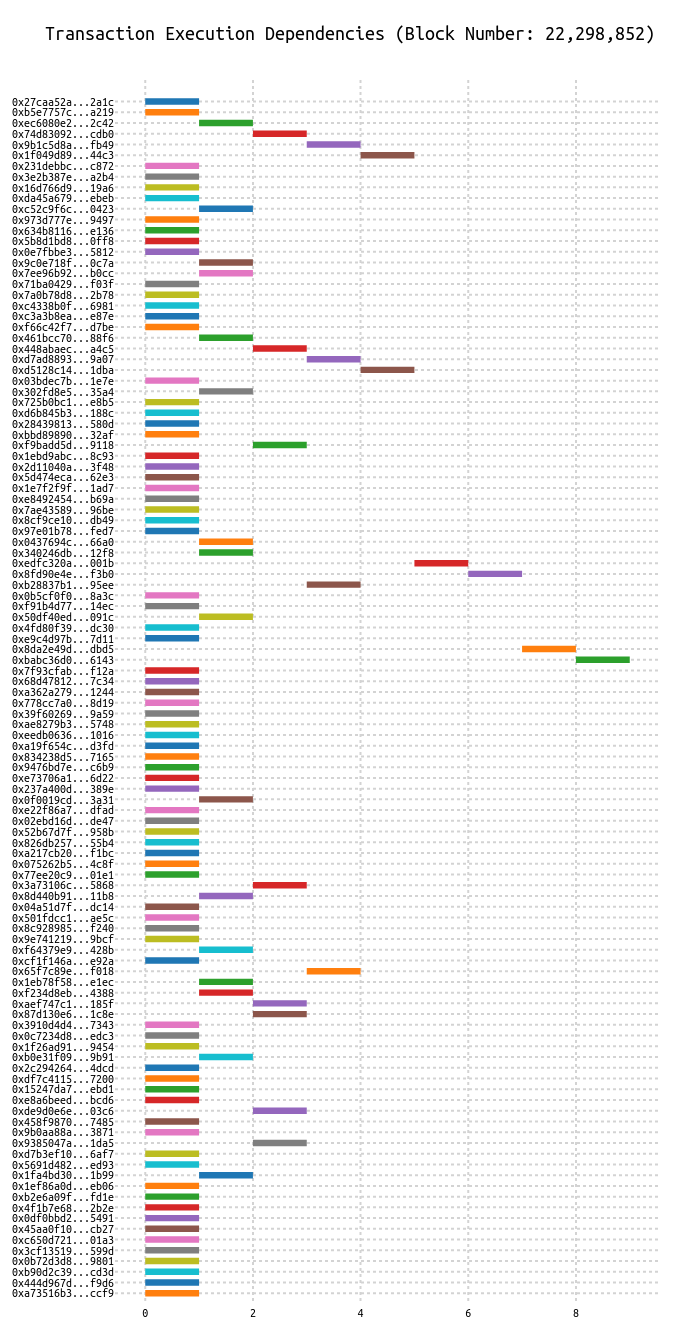 Transaction Execution Dependencies (Block Number: 22,298,852)
0x27caa52a...2a1c
0xb5e7757c...a219
0xec6080e2...2c42
0x74d83092...cdb0
0x9b1c5d8a...fb49
0x1f049d89...44c3
0x231debbc...c872
0x3e2b387e...a2b4
0x16d766d9...19a6
0xda45a679...ebeb
0xc52c9f6c...0423
0x973d777e...9497
0x634b8116...e136
0x5b8d1bd8...0ff8
0x0e7fbbe3...5812
0x9c0e718f...0c7a
0x7ee96b92...b0cc
0x71ba0429...f03f
0x7a0b78d8...2b78
0xc4338b0f...6981
0xc3a3b8ea...e87e
0xf66c42f7...d7be
0x461bcc70...88f6
0x448abaec...a4c5
0xd7ad8893...9a07
0xd5128c14...1dba
0x03bdec7b...1e7e
0x302fd8e5...35a4
0x725b0bc1...e8b5
0xd6b845b3...188c
0x28439813...580d
0xbbd89890...32af
0xf9badd5d...9118
0x1ebd9abc...8c93
0x2d11040a...3f48
0x5d474eca...62e3
0x1e7f2f9f...1ad7
0xe8492454...b69a
0x7ae43589...96be
0x8cf9ce10...db49
0x97e01b78...fed7
0x0437694c...66a0
0x340246db...12f8
0xedfc320a...001b
0x8fd90e4e...f3b0
0xb28837b1...95ee
0x0b5cf0f0...8a3c
0xf91b4d77...14ec
0x50df40ed...091c
0x4fd80f39...dc30
0xe9c4d97b...7d11
0x8da2e49d...dbd5
0xbabc36d0...6143
0x7f93cfab...f12a
0x68d47812...7c34
0xa362a279...1244
0x778cc7a0...8d19
0x39f60269...9a59
0xae8279b3...5748
0xeedb0636...1016
0xa19f654c...d3fd
0x834238d5...7165
0x9476bd7e...c6b9
0xe73706a1...6d22
0x237a400d...389e
0x0f0019cd...3a31
0xe22f86a7...dfad
0x02ebd16d...de47
0x52b67d7f...958b
0x826db257...55b4
0xa217cb20...f1bc
0x075262b5...4c8f
0x77ee20c9...01e1
0x3a73106c...5868
0x8d440b91...11b8
0x04a51d7f...dc14
0x501fdcc1...ae5c
0x8c928985...f240
0x9e741219...9bcf
0xf64379e9...428b
0xcf1f146a...e92a
0x65f7c89e...f018
0x1eb78f58...e1ec
0xf234d8eb...4388
0xaef747c1...185f
0x87d130e6...1c8e
0x3910d4d4...7343
0x0c7234d8...edc3
0x1f26ad91...9454
0xb0e31f09...9b91
0x2c294264...4dcd
0xdf7c4115...7200
0x15247da7...ebd1
0xe8a6beed...bcd6
0xde9d0e6e...03c6
0x458f9870...7485
0x9b0aa88a...3871
0x9385047a...1da5
0xd7b3ef10...6af7
0x5691d482...ed93
0x1fa4bd30...1b99
0x1ef86a0d...eb06
0xb2e6a09f...fd1e
0x4f1b7e68...2b2e
0x0df0bbd2...5491
0x45aa0f10...cb27
0xc650d721...01a3
0x3cf13519...599d
0x0b72d3d8...9801
0xb90d2c39...cd3d
0x444d967d...f9d6
0xa73516b3...ccf9
0 2 4 6 8